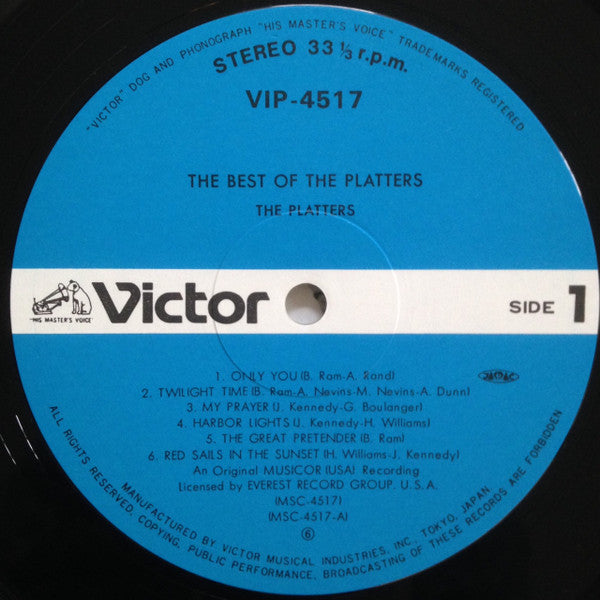 "VICTOR" DOG AND PHONOGRAPH "HIS MASTER'S VOICE" TRADEMARKS REGISTERED
STEREO 33 ⅓ r.p.m.
VIP-4517
THE BEST OF THE PLATTERS
THE PLATTERS
"HIS MASTER'S VOICE"
Victor
SIDE 1
1. ONLY YOU (B. Ram-A. Rand)
2. TWILIGHT TIME (B. Ram-A. Nevins-M. Nevins-A. Dunn)
3. MY PRAYER (J. Kennedy-G. Boulanger)
4. HARBOR LIGHTS (J. Kennedy-H. Williams)
5. THE GREAT PRETENDER (B. Ram)
6. RED SAILS IN THE SUNSET (H. Williams-J. Kennedy)
An Original MUSICOR (USA) Recording
Licensed by EVEREST RECORD GROUP. U.S.A.
(MSC-4517)
(MSC-4517-A)
⑥
JASRAC
MANUFACTURED BY VICTOR MUSICAL INDUSTRIES, INC., TOKYO, JAPAN
ALL RIGHTS RESERVED, COPYING, PUBLIC PERFORMANCE, BROADCASTING OF THESE RECORDS ARE FORBIDDEN